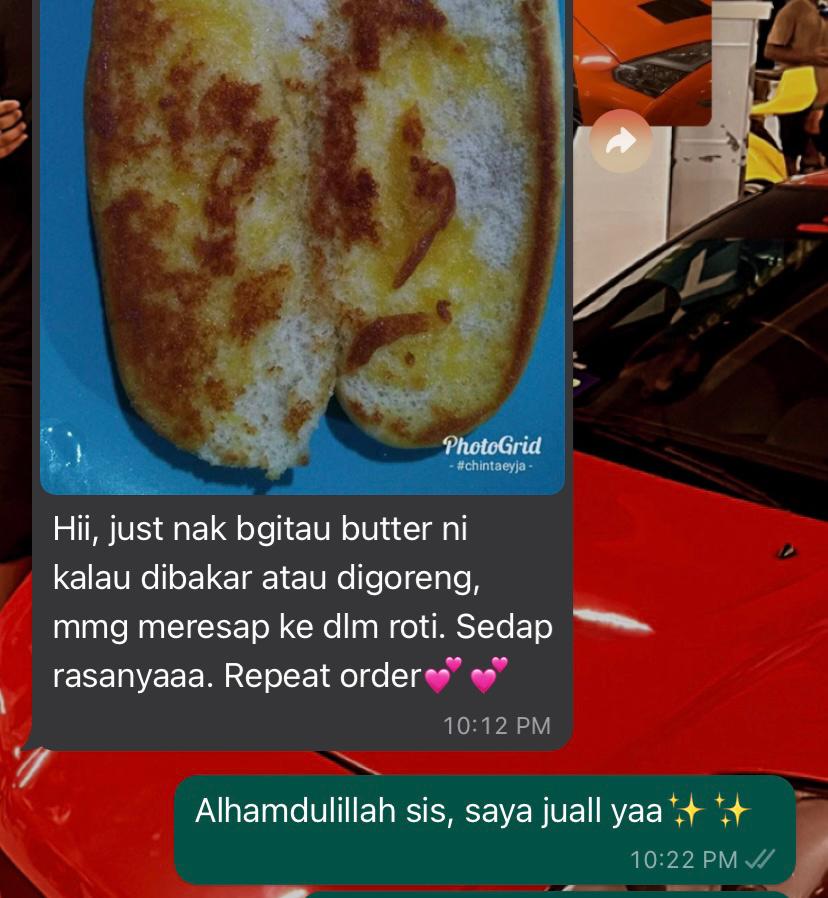 PhotoGrid
- #chintaeyja -
Hii, just nak bgitau butter ni
kalau dibakar atau digoreng,
mmg meresap ke dlm roti. Sedap
rasanyaaa. Repeat order💕 💕
10:12 PM
Alhamdulillah sis, saya juall yaa✨ ✨
10:22 PM